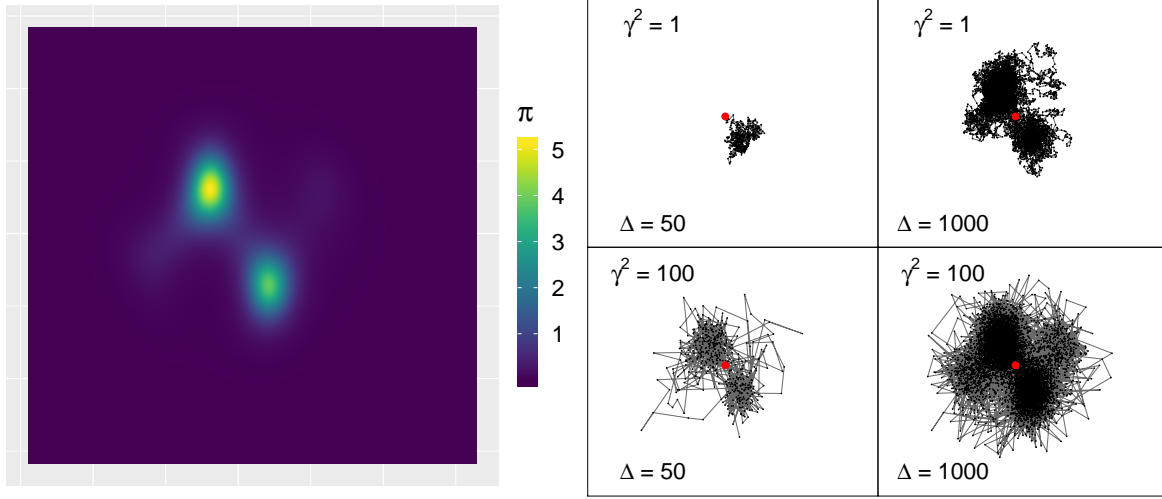 π
5
4
3
2
1
γ² = 1
Δ = 50
γ² = 1
Δ = 1000
γ² = 100
Δ = 50
γ² = 100
Δ = 1000